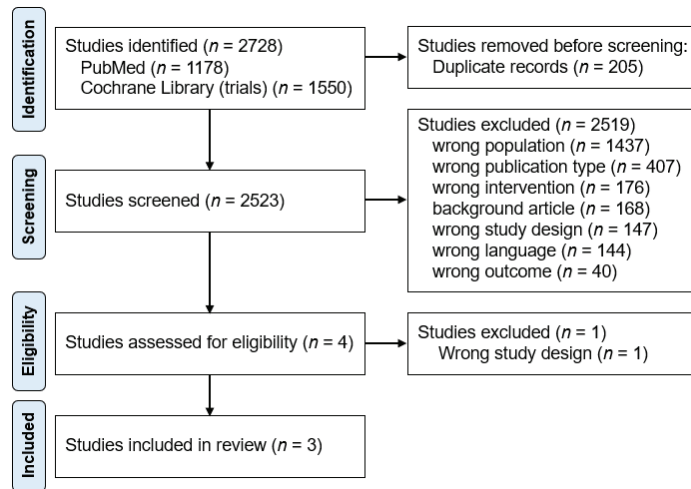 Identification
Studies identified (n = 2728)
PubMed (n = 1178)
Cochrane Library (trials) (n = 1550)
Studies removed before screening:
Duplicate records (n = 205)
Screening
Studies screened (n = 2523)
Studies excluded (n = 2519)
wrong population (n = 1437)
wrong publication type (n = 407)
wrong intervention (n = 176)
background article (n = 168)
wrong study design (n = 147)
wrong language (n = 144)
wrong outcome (n = 40)
Eligibility
Studies assessed for eligibility (n = 4)
Studies excluded (n = 1)
Wrong study design (n = 1)
Included
Studies included in review (n = 3)